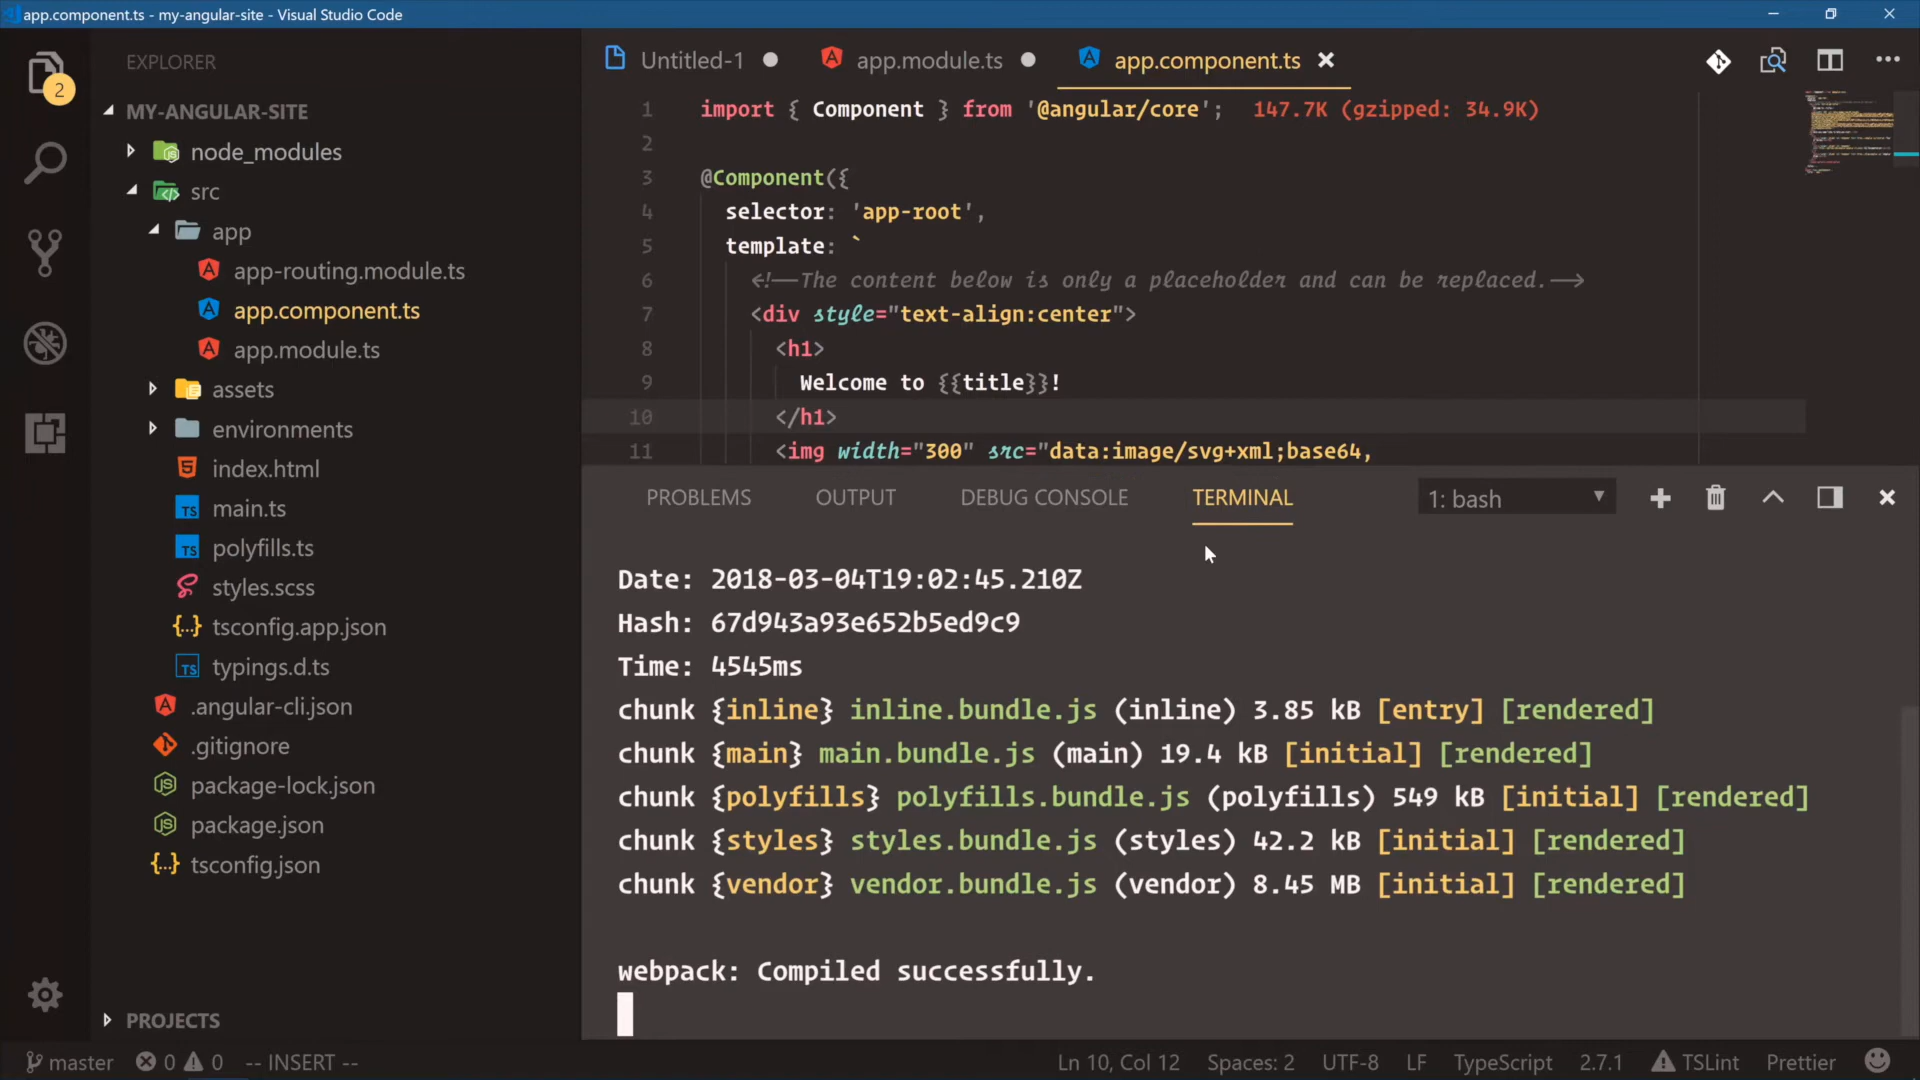 app.component.ts - my-angular-site - Visual Studio Code
EXPLORER
2
MY-ANGULAR-SITE
node_modules
src
app
app-routing.module.ts
app.component.ts
app.module.ts
assets
environments
index.html
main.ts
polyfills.ts
styles.scss
tsconfig.app.json
typings.d.ts
.angular-cli.json
.gitignore
package-lock.json
package.json
tsconfig.json
PROJECTS
Untitled-1 app.module.ts app.component.ts
1 import { Component } from '@angular/core'; 147.7K (gzipped: 34.9K)
2
3 @Component({
4 selector: 'app-root',
5 template: `
6 <!--The content below is only a placeholder and can be replaced.-->
7 <div style="text-align:center">
8 <h1>
9 Welcome to {{title}}!
10 </h1>
11 <img width="300" src="data:image/svg+xml;base64,
PROBLEMS OUTPUT DEBUG CONSOLE TERMINAL 1: bash
Date: 2018-03-04T19:02:45.210Z
Hash: 67d943a93e652b5ed9c9
Time: 4545ms
chunk {inline} inline.bundle.js (inline) 3.85 kB [entry] [rendered]
chunk {main} main.bundle.js (main) 19.4 kB [initial] [rendered]
chunk {polyfills} polyfills.bundle.js (polyfills) 549 kB [initial] [rendered]
chunk {styles} styles.bundle.js (styles) 42.2 kB [initial] [rendered]
chunk {vendor} vendor.bundle.js (vendor) 8.45 MB [initial] [rendered]
webpack: Compiled successfully.
master 0 0 -- INSERT -- Ln 10, Col 12 Spaces: 2 UTF-8 LF TypeScript 2.7.1 TSLint Prettier